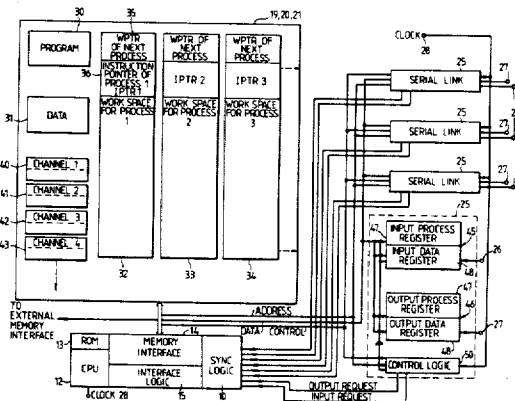 19,20,21
30
PROGRAM
31
DATA
40
CHANNEL 1
41
CHANNEL 2
42
CHANNEL 3
43
CHANNEL 4
35
WPTR
OF NEXT
PROCESS
36
INSTRUCTION
POINTER OF
PROCESS 1
IPTR1
WORK SPACE
FOR PROCESS
1
32
WPTR
OF NEXT
PROCESS
IPTR 2
WORK SPACE
FOR PROCESS
2
33
WPTR
OF NEXT
PROCESS
IPTR 3
WORK SPACE
FOR PROCESS
3
34
CLOCK
28
25
SERIAL LINK
27
25
SERIAL LINK
27
25
SERIAL LINK
27
25
47
INPUT PROCESS
REGISTER
45
INPUT DATA
REGISTER
48
26
47
OUTPUT PROCESS
REGISTER
46
OUTPUT DATA
REGISTER
48
27
CONTROL LOGIC
50
TO
EXTERNAL
MEMORY
INTERFACE
ADDRESS
DATA
CONTROL
13
ROM
14
MEMORY
INTERFACE
12
CPU
INTERFACE
LOGIC
15
SYNC
LOGIC
10
CLOCK 28
OUTPUT REQUEST
INPUT REQUEST